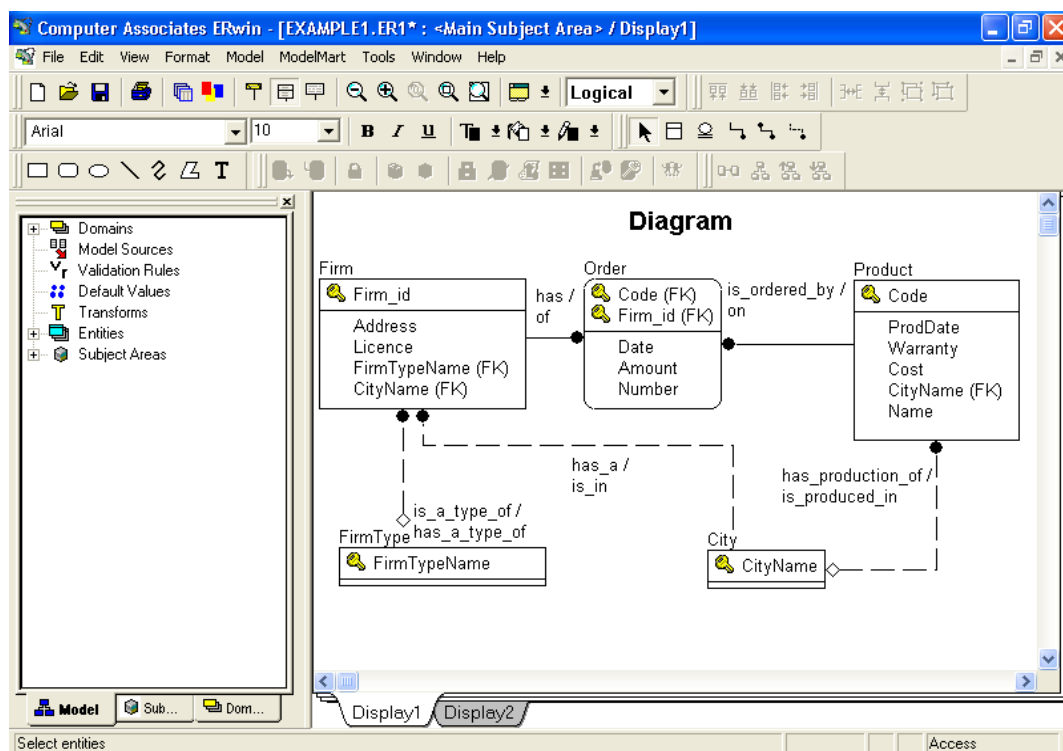 Computer Associates ERwin - [EXAMPLE1.ER1* : <Main Subject Area> / Display1]
File Edit View Format Model ModelMart Tools Window Help
Logical
Arial 10 B I U T
T
Domains
Model Sources
Validation Rules
Default Values
Transforms
Entities
Subject Areas
Model Sub... Dom...
Diagram
Firm
Firm_id
Address
Licence
FirmTypeName (FK)
CityName (FK)
has /
of
Order
Code (FK)
Firm_id (FK)
Date
Amount
Number
is_ordered_by /
on
Product
Code
ProdDate
Warranty
Cost
CityName (FK)
Name
has_a /
is_in
has_production_of /
is_produced_in
is_a_type_of /
has_a_type_of
FirmType
FirmTypeName
City
CityName
Display1 Display2
Select entities
Access